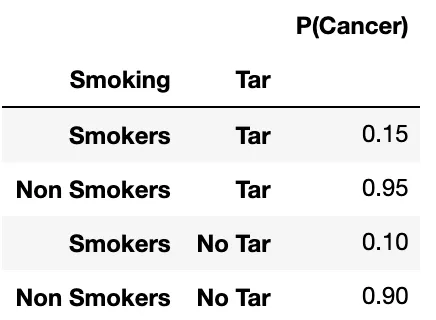 P(Cancer)
Smoking Tar
Smokers Tar 0.15
Non Smokers Tar 0.95
Smokers No Tar 0.10
Non Smokers No Tar 0.90